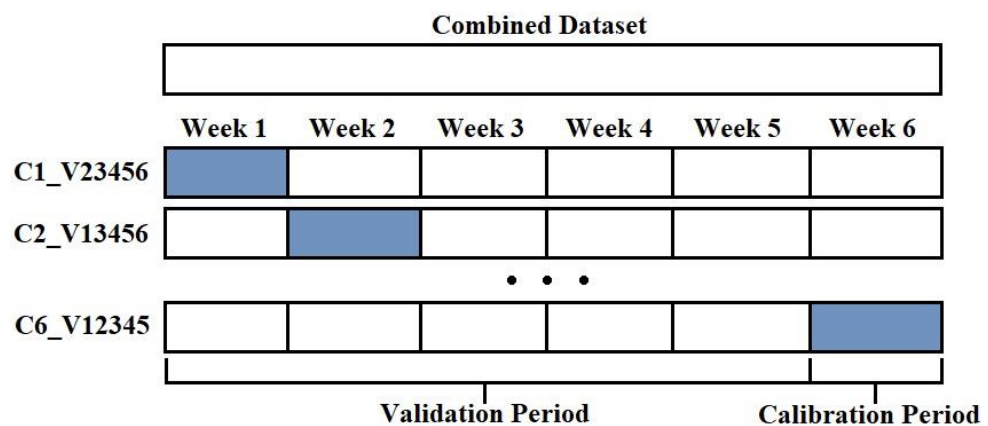 Combined Dataset
Week 1 Week 2 Week 3 Week 4 Week 5 Week 6
C1_V23456
C2_V13456
C6_V12345
Validation Period Calibration Period